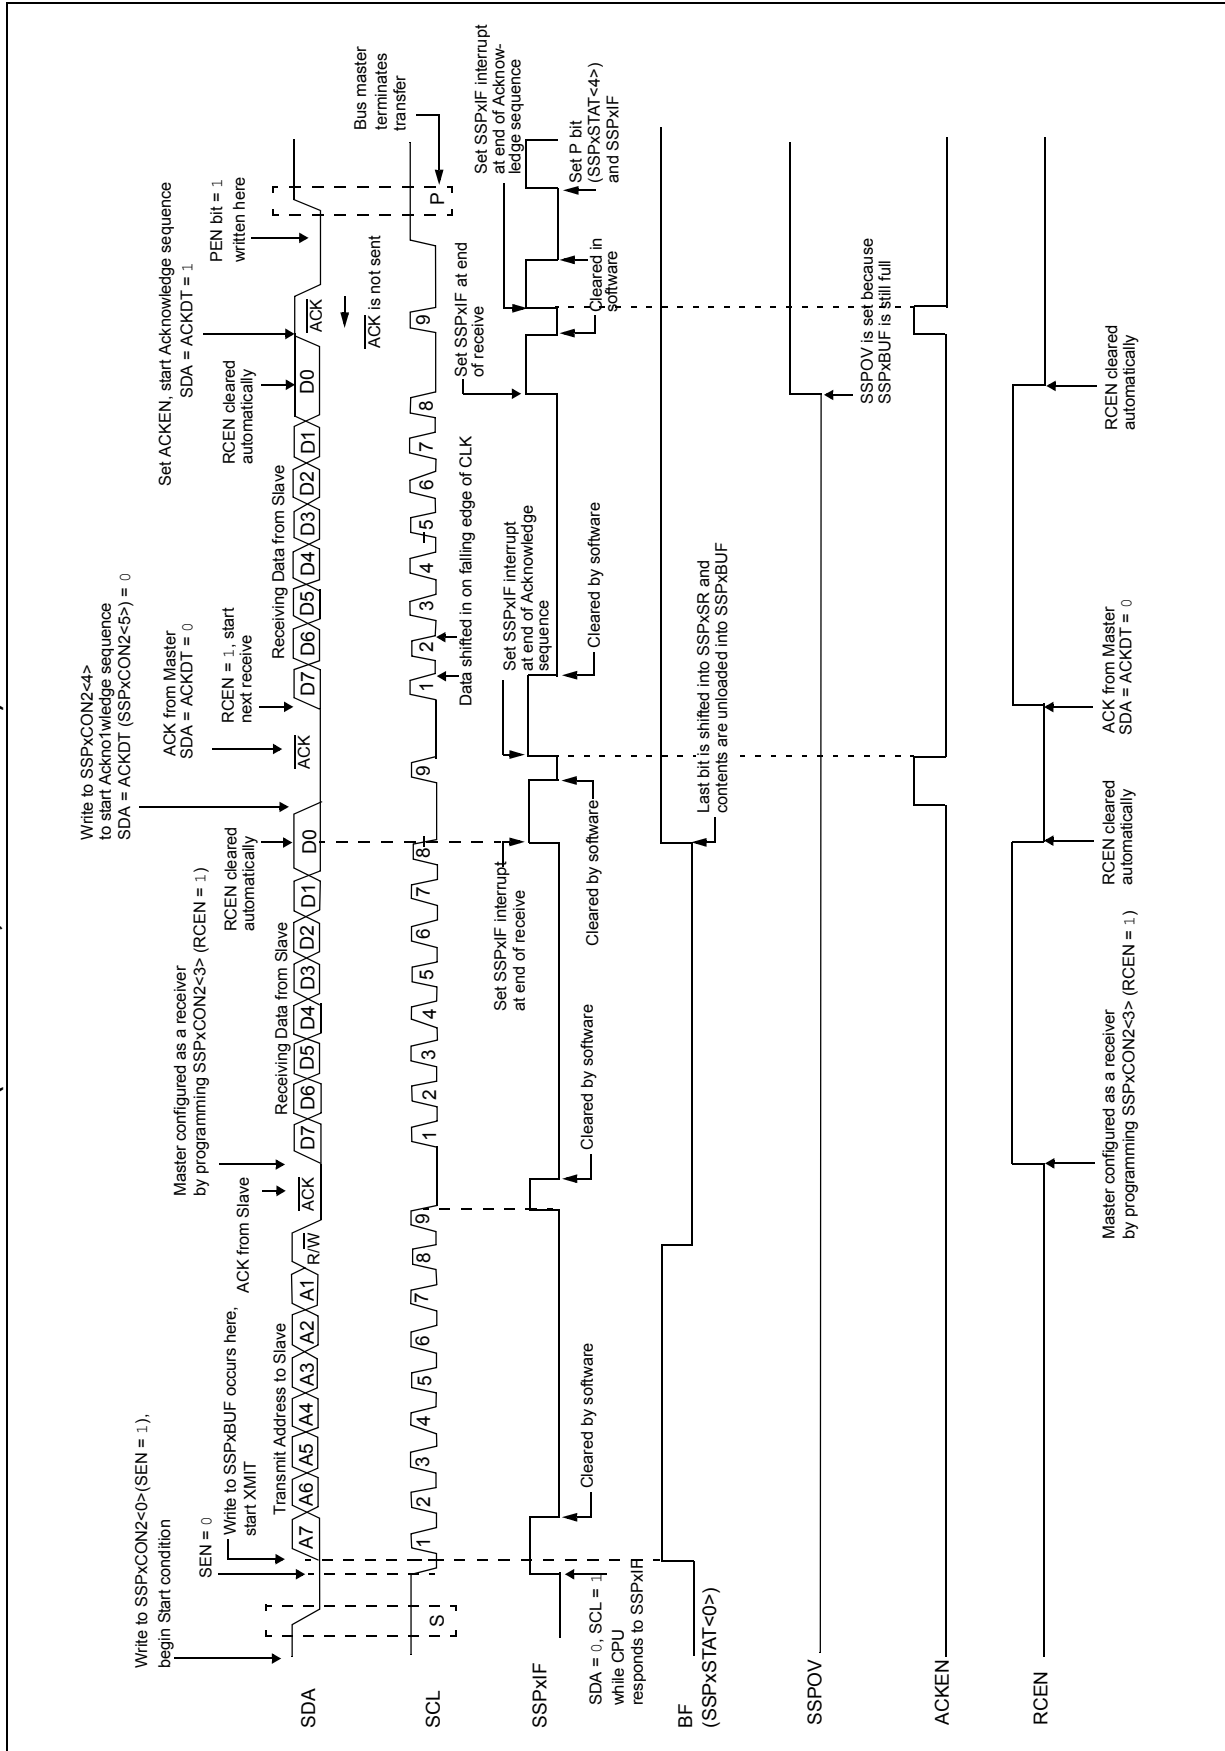 Write to SSPxCON2<0>(SEN = 1),
begin Start condition
SEN = 0
Write to SSPxBUF occurs here,
start XMIT
ACK from Slave
Master configured as a receiver
by programming SSPxCON2<3> (RCEN = 1)
RCEN cleared
automatically
Write to SSPxCON2<4>
to start Ackno1wledge sequence
SDA = ACKDT (SSPxCON2<5>) = 0
ACK from Master
SDA = ACKDT = 0
RCEN = 1, start
next receive
RCEN cleared
automatically
Set ACKEN, start Acknowledge sequence
SDA = ACKDT = 1
PEN bit = 1
written here
SDA
Transmit Address to Slave
A7 A6 A5 A4 A3 A2 A1 R/W ACK
Receiving Data from Slave
D7 D6 D5 D4 D3 D2 D1 D0 ACK
Receiving Data from Slave
D7 D6 D5 D4 D3 D2 D1 D0 ACK
ACK is not sent
Bus master
terminates
transfer
SCL
S 1 2 3 4 5 6 7 8 9 1 2 3 4 5 6 7 8 9 1 2 3 4 5 6 7 8 9 P
Data shifted in on falling edge of CLK
Set SSPxIF interrupt
at end of receive
Set SSPxIF interrupt
at end of Acknowledge
sequence
Set SSPxIF at end
of receive
Set SSPxIF interrupt
at end of Acknow-
ledge sequence
SSPxIF
SDA = 0, SCL = 1
while CPU
responds to SSPxIF
Cleared by software
Cleared by software
Cleared by software
Cleared by software
Cleared in
software
Set P bit
(SSPxSTAT<4>)
and SSPxIF
BF
(SSPxSTAT<0>)
Last bit is shifted into SSPxSR and
contents are unloaded into SSPxBUF
SSPOV
SSPOV is set because
SSPxBUF is still full
ACKEN
RCEN
Master configured as a receiver
by programming SSPxCON2<3> (RCEN = 1)
RCEN cleared
automatically
ACK from Master
SDA = ACKDT = 0
RCEN cleared
automatically